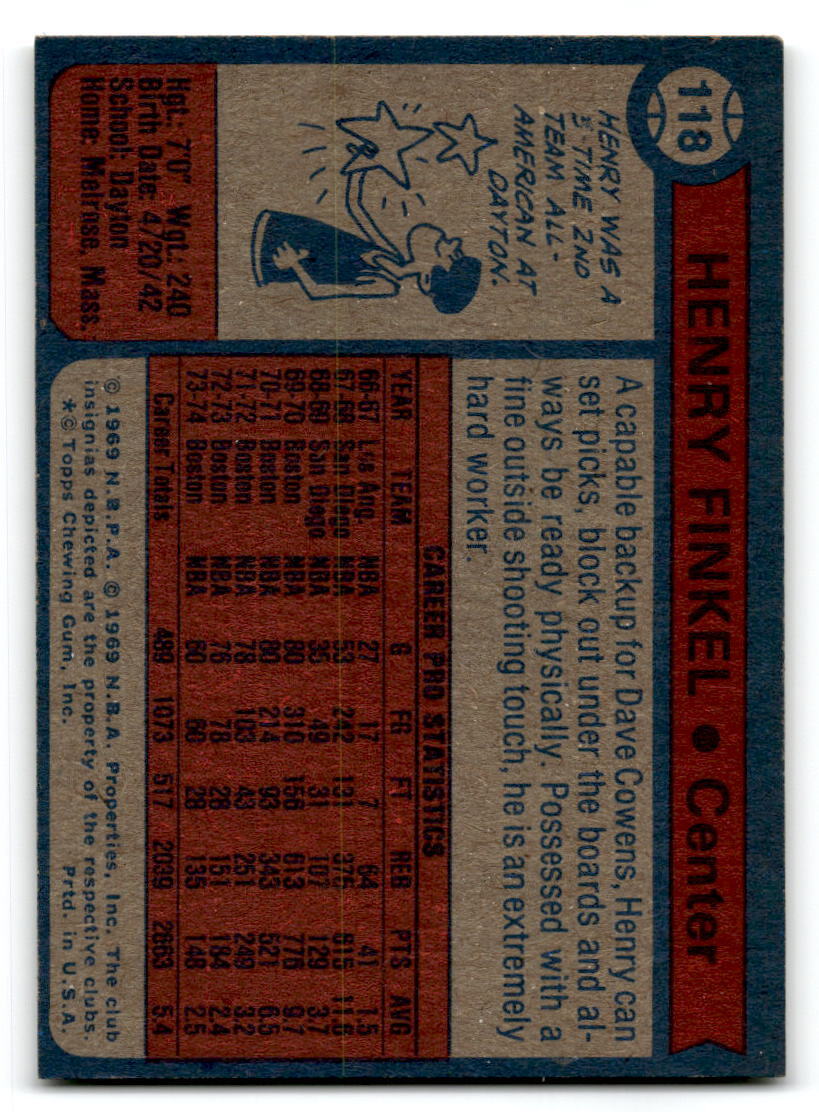 118
HENRY FINKEL • Center
HENRY WAS A
3 TIME 2ND
TEAM ALL-
AMERICAN AT
DAYTON.
Hgt.: 7'0" Wgt.: 240
Birth Date: 4/20/42
School: Dayton
Home: Melrose, Mass.
A capable backup for Dave Cowens, Henry can
set picks, block out under the boards and al-
ways be ready physically. Possessed with a
fine outside shooting touch, he is an extremely
hard worker.
CAREER PRO STATISTICS
YEAR TEAM G FG FT REB PTS AVG
66-67 Los Ang. NBA 27 17 7 64 41 1.5
67-68 San Diego NBA 53 242 131 375 615 11.6
68-69 San Diego NBA 35 49 31 107 129 3.7
69-70 Boston NBA 80 310 156 613 776 9.7
70-71 Boston NBA 80 214 93 343 521 6.5
71-72 Boston NBA 78 103 43 251 249 3.2
72-73 Boston NBA 76 78 28 151 184 2.4
73-74 Boston NBA 60 60 28 135 148 2.5
Career Totals 489 1073 517 2039 2663 5.4
© 1969 N.B.P.A. © 1969 N.B.A. Properties, Inc. The club
insignias depicted are the property of the respective clubs.
*© Topps Chewing Gum, Inc. Prtd. in U.S.A.